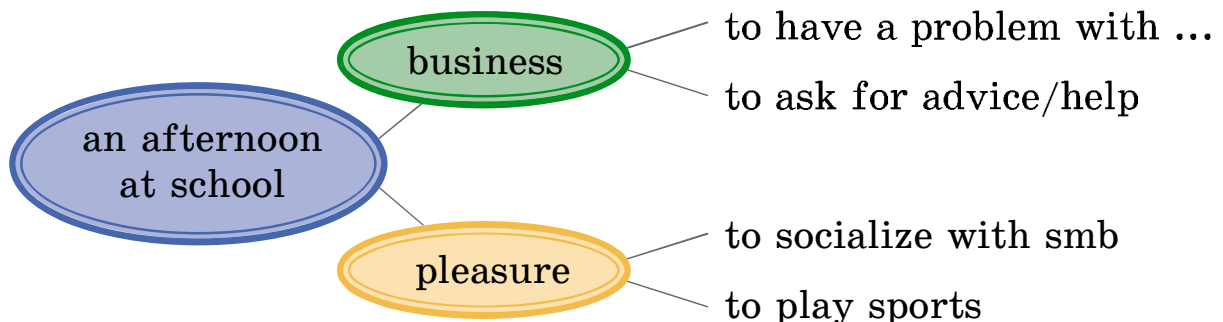 an afternoon
at school
business
to have a problem with ...
to ask for advice/help
pleasure
to socialize with smb
to play sports